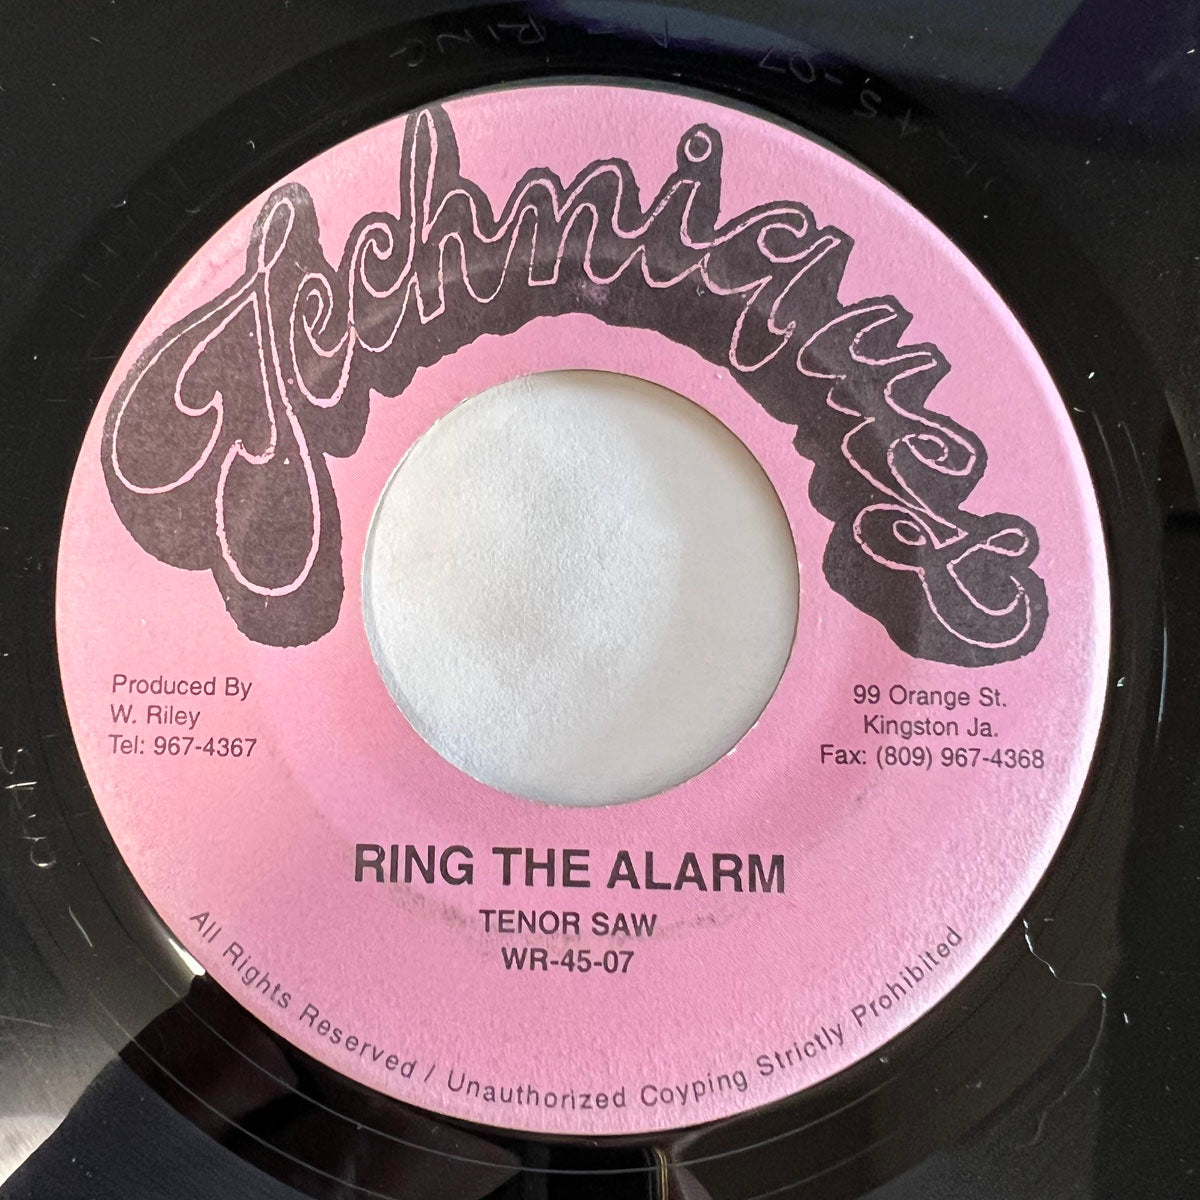 Techniques
Produced By
W. Riley
Tel: 967-4367
99 Orange St.
Kingston Ja.
Fax: (809) 967-4368
RING THE ALARM
TENOR SAW
WR-45-07
All Rights Reserved / Unauthorized Coyping Strictly Prohibited